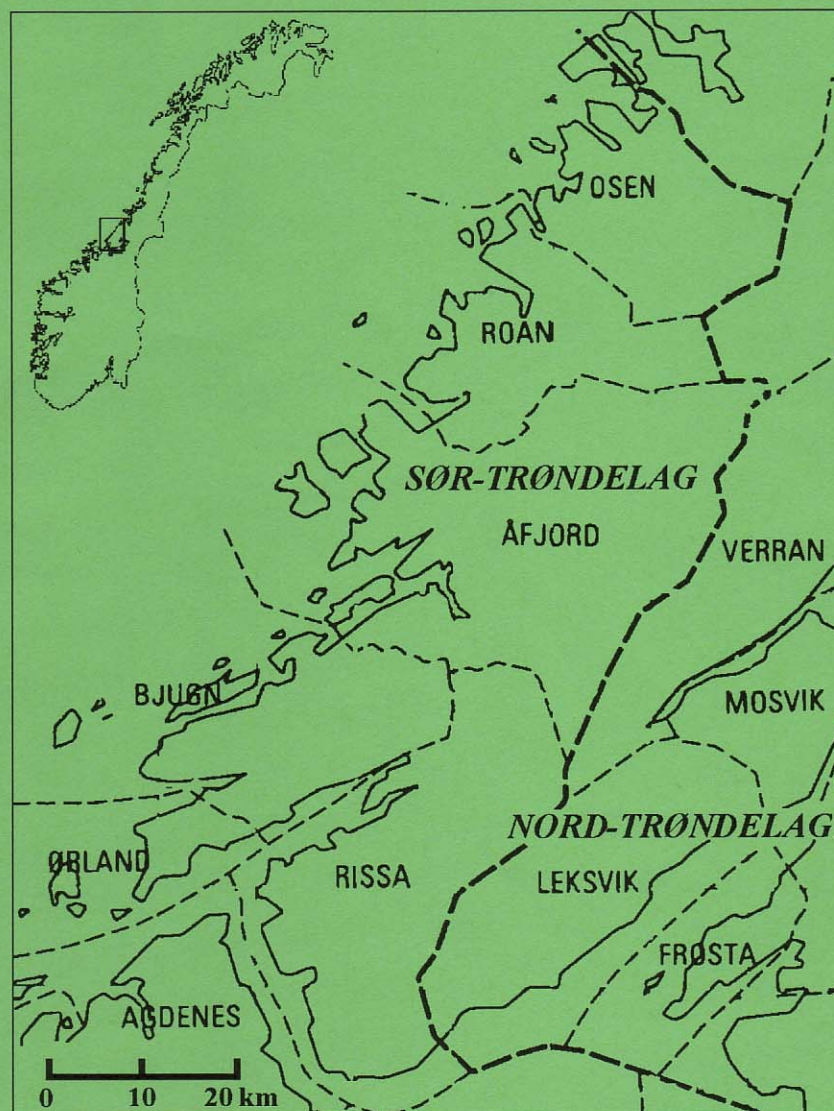 OSEN
ROAN
SØR-TRØNDELAG
ÅFJORD
VERRAN
BJUGN
MOSVIK
NORD-TRØNDELAG
ØRLAND
RISSA
LEKSVIK
FROSTA
AGDENES
0 10 20 km